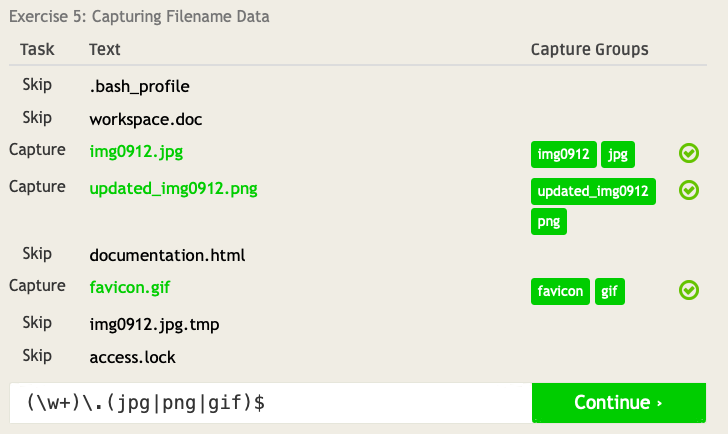 Exercise 5: Capturing Filename Data
Task Text Capture Groups
Skip .bash_profile
Skip workspace.doc
Capture img0912.jpg img0912 jpg
Capture updated_img0912.png updated_img0912
png
Skip documentation.html
Capture favicon.gif favicon gif
Skip img0912.jpg.tmp
Skip access.lock
(\w+)\.(jpg|png|gif)$ Continue ›